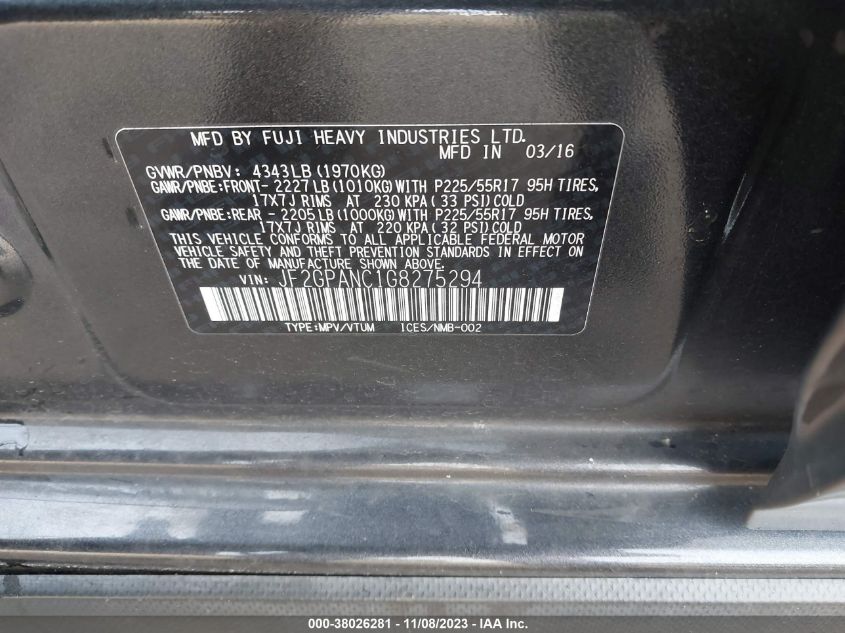 MFD BY FUJI HEAVY INDUSTRIES LTD.
MFD IN 03/16
GVWR/PNBV: 4343LB(1970KG)
GAWR/PNBE:FRONT-2227LB(1010KG)WITH P225/55R17 95H TIRES,
17X7J RIMS AT 230 KPA(33 PSI)COLD
GAWR/PNBE:REAR -2205LB(1000KG)WITH P225/55R17 95H TIRES,
17X7J RIMS AT 220 KPA(32 PSI)COLD
THIS VEHICLE CONFORMS TO ALL APPLICABLE FEDERAL MOTOR
VEHICLE SAFETY AND THEFT PREVENTION STANDARDS IN EFFECT ON
THE DATE OF MANUFACTURE SHOWN ABOVE.
VIN: JF2GPANC1G8275294
TYPE:MPV/VTUM ICES/NMB-002
000-38026281 - 11/08/2023 - IAAI.com